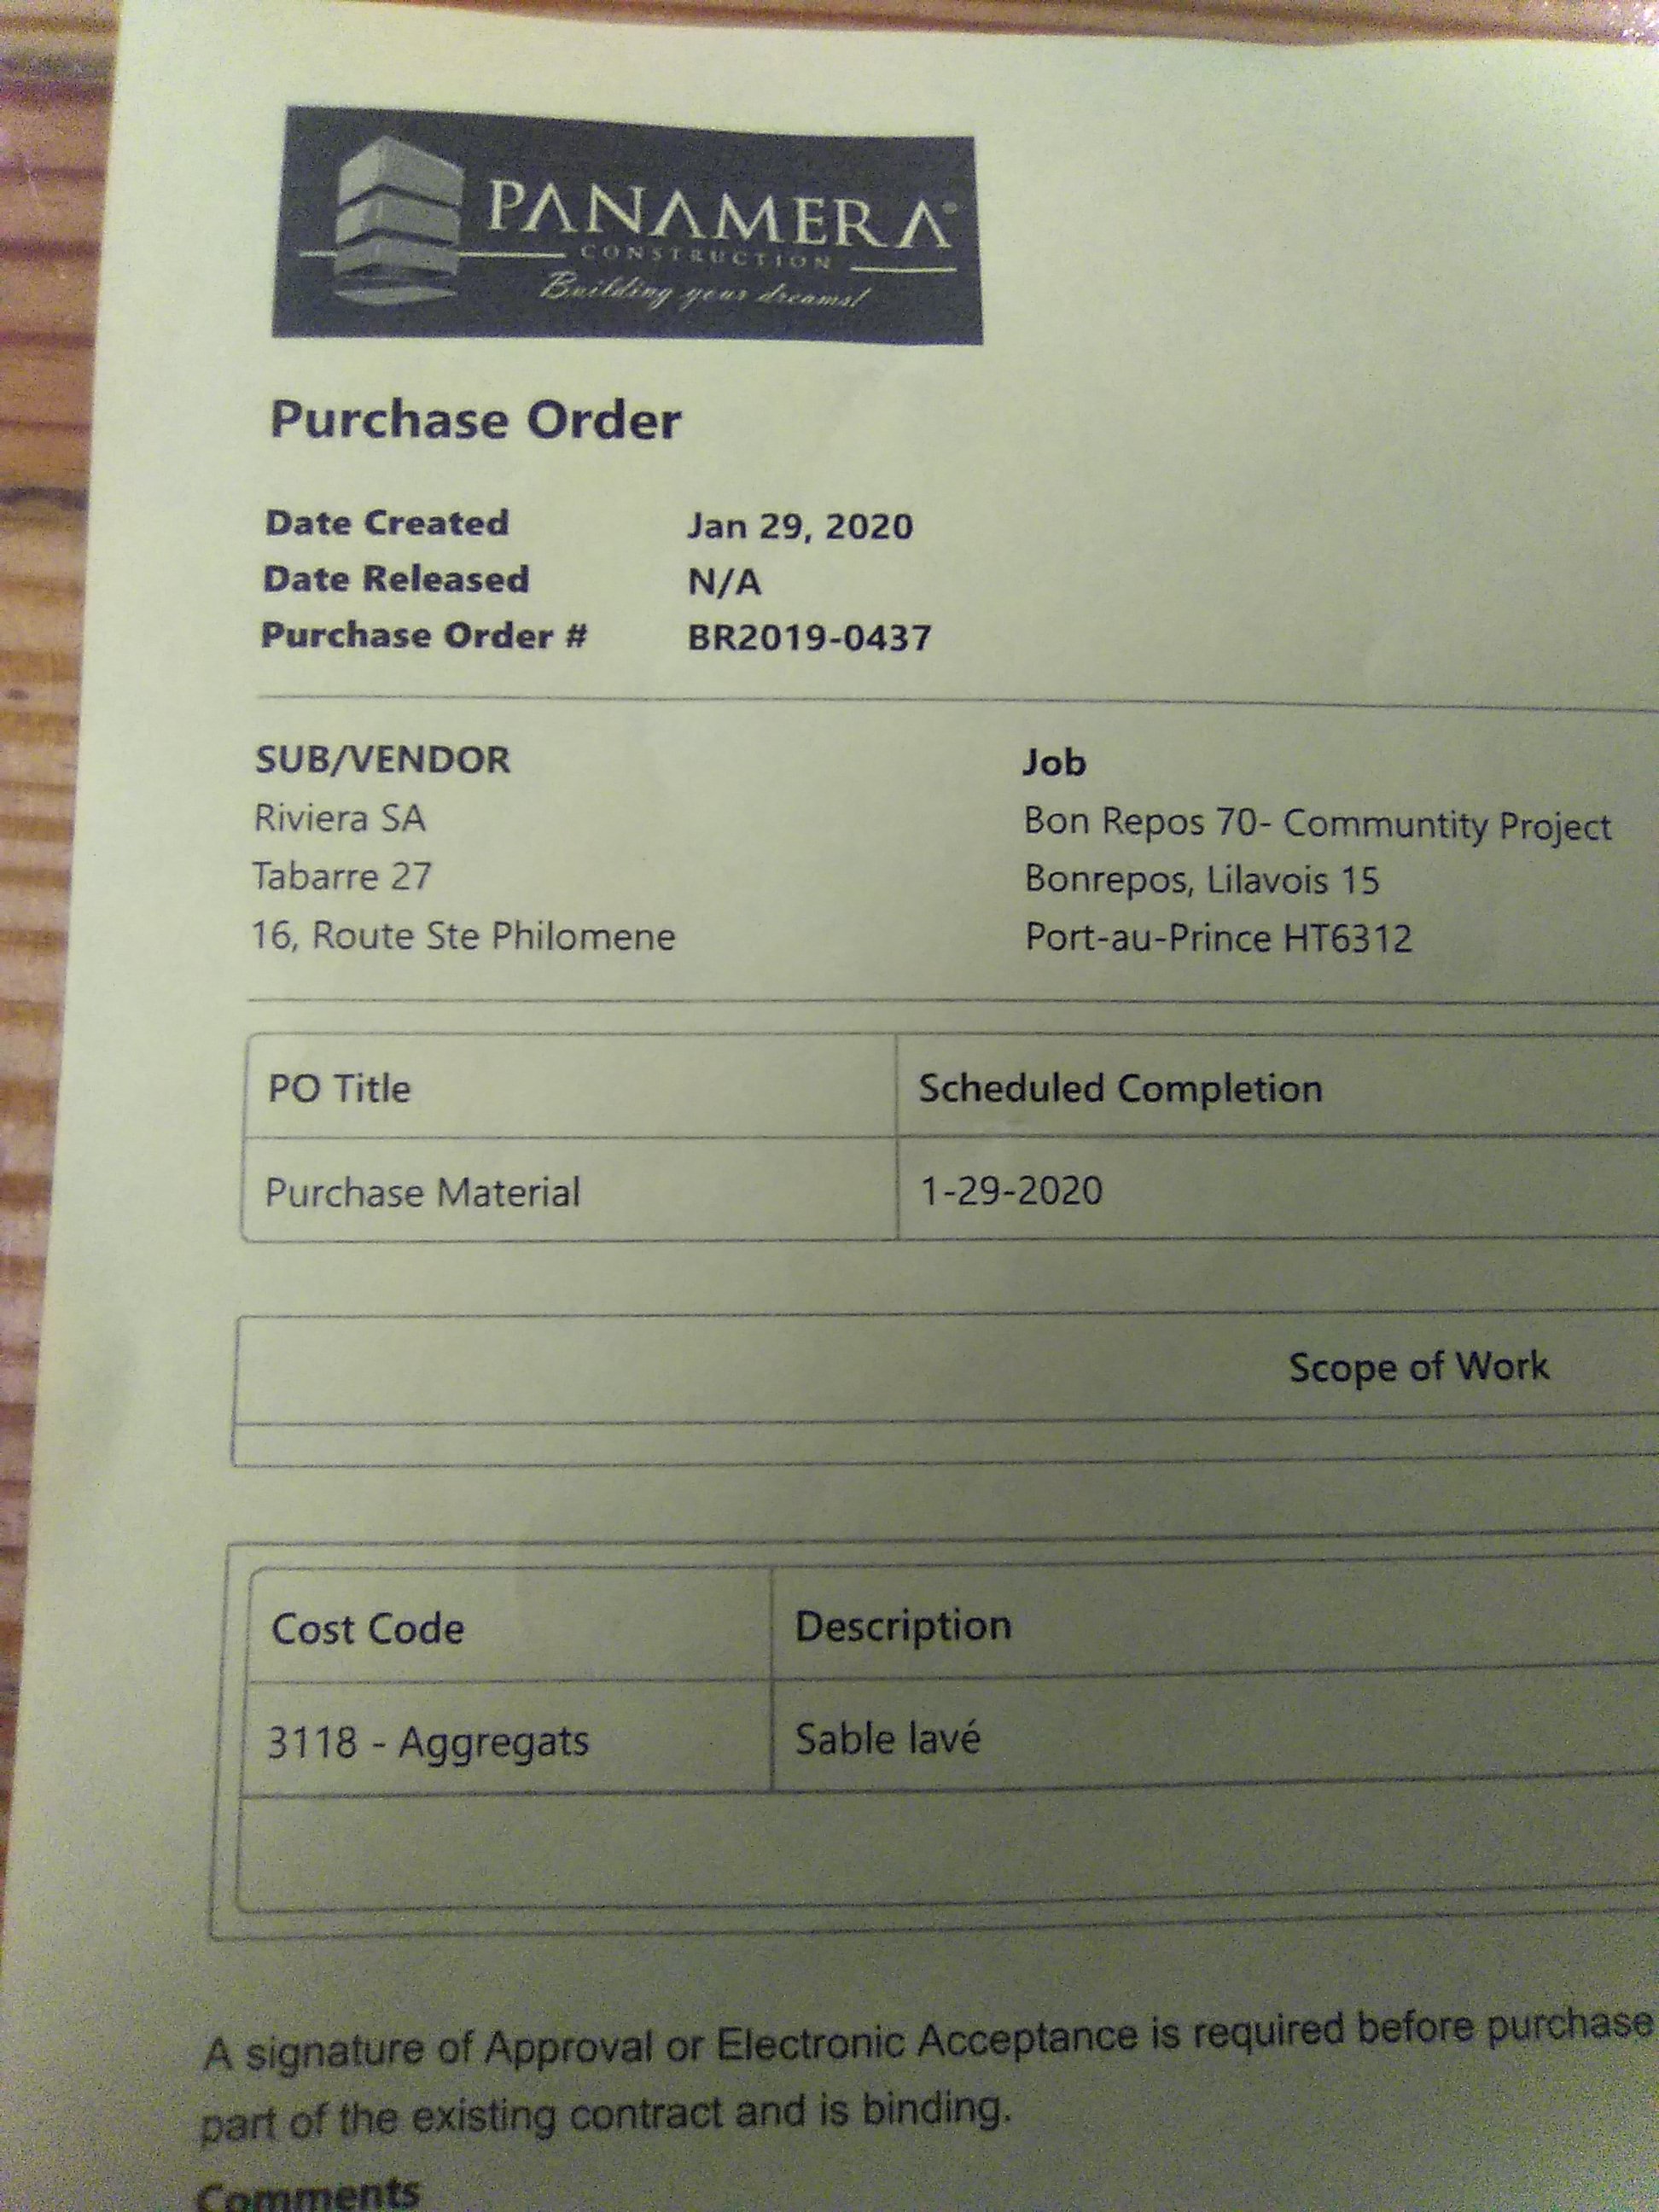 PANAMERA
CONSTRUCTION
Building your dreams!
Purchase Order
Date Created Jan 29, 2020
Date Released N/A
Purchase Order # BR2019-0437
SUB/VENDOR Job
Riviera SA Bon Repos 70- Communtity Project
Tabarre 27 Bonrepos, Lilavois 15
16, Route Ste Philomene Port-au-Prince HT6312
PO Title Scheduled Completion
Purchase Material 1-29-2020
Scope of Work
Cost Code Description
3118 - Aggregats Sable lavé
A signature of Approval or Electronic Acceptance is required before purchase
part of the existing contract and is binding.
Comments